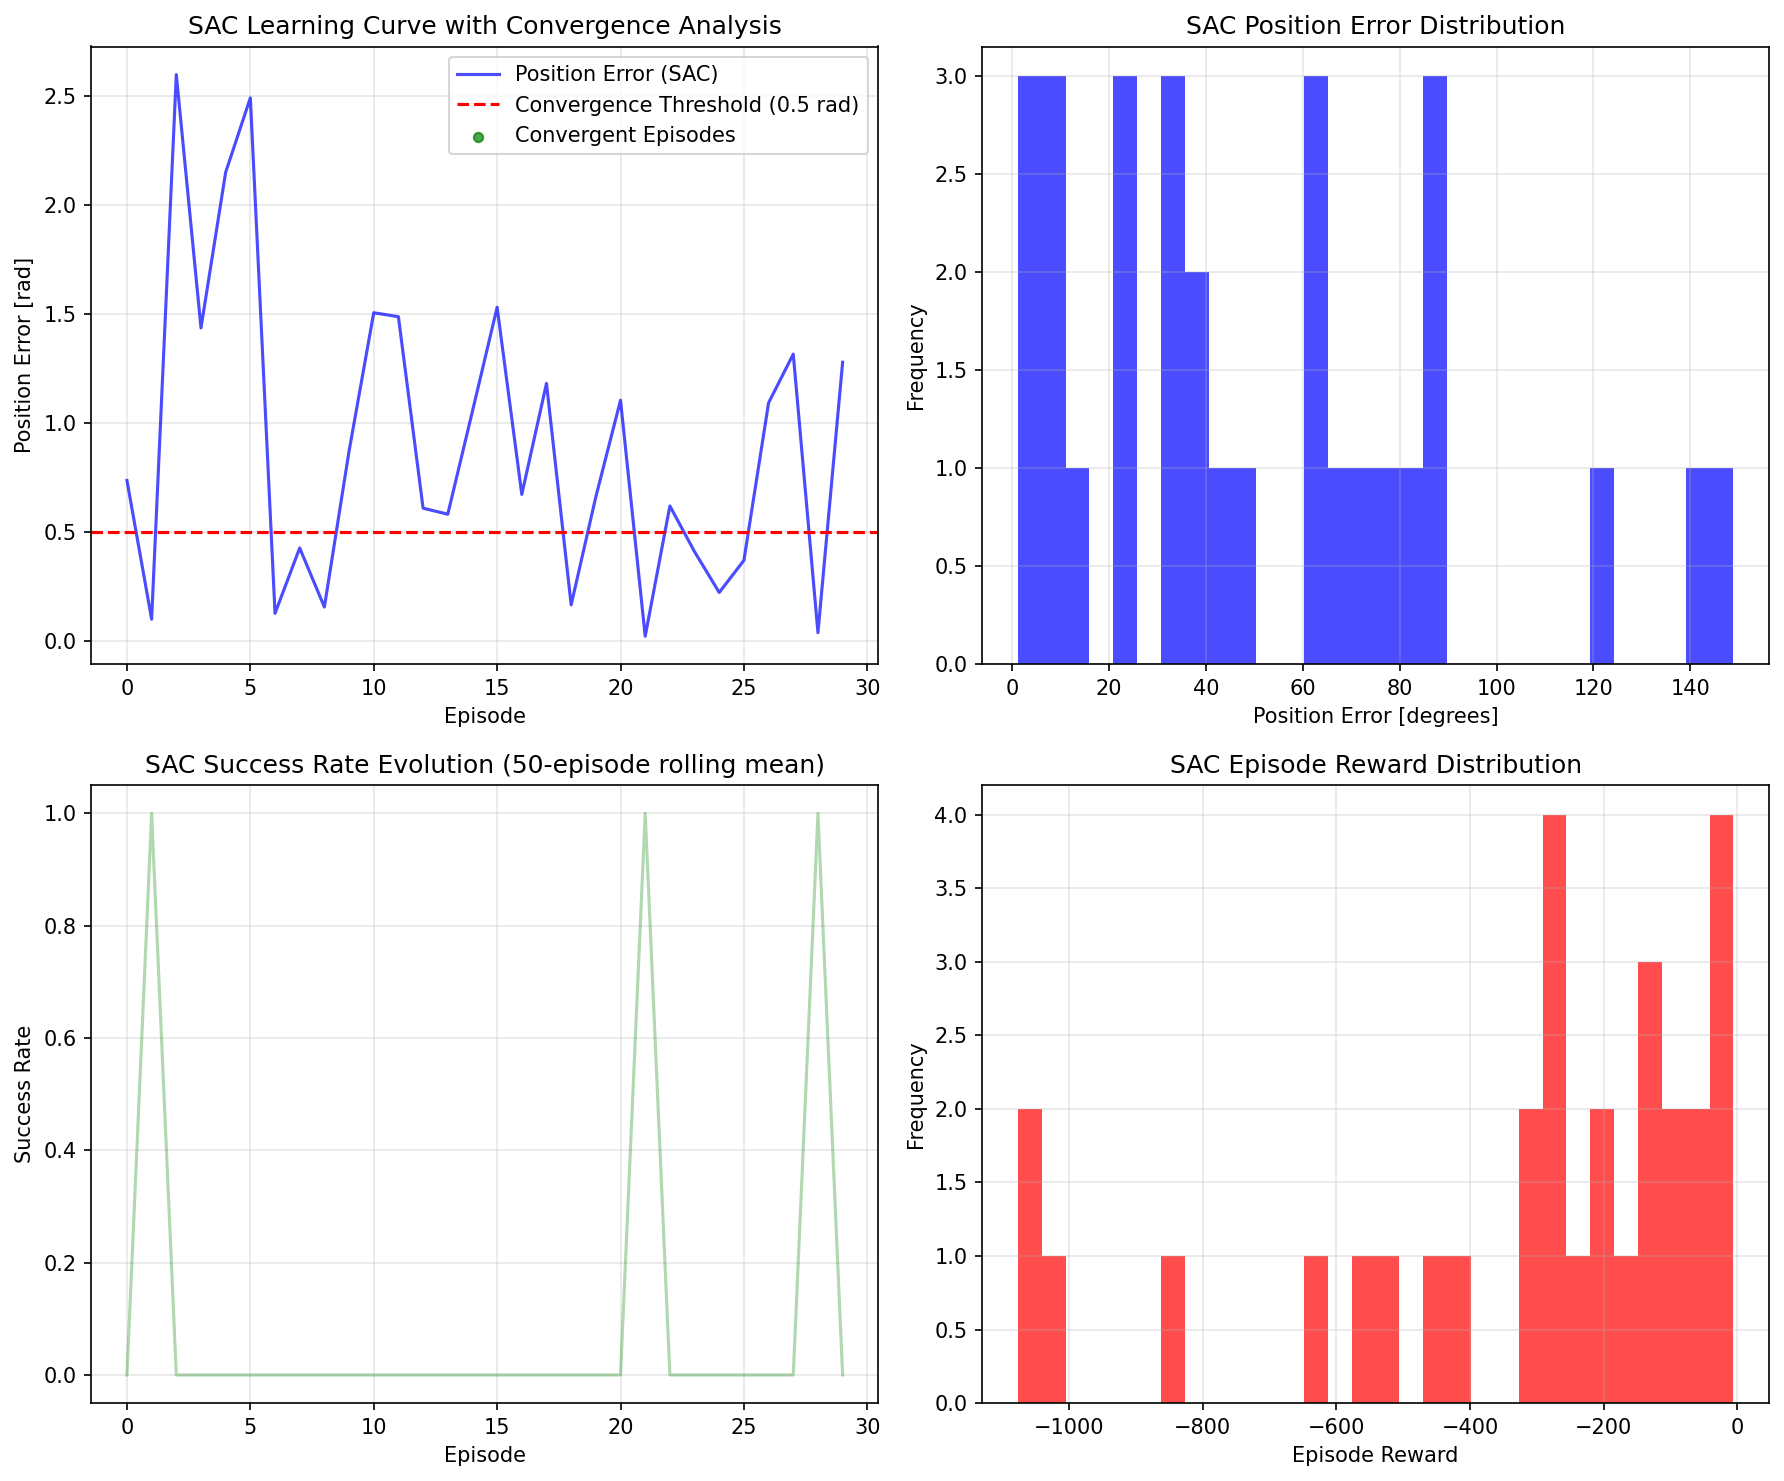 SAC Learning Curve with Convergence Analysis
Position Error (SAC)
Convergence Threshold (0.5 rad)
Convergent Episodes
Position Error [rad]
2.5
2.0
1.5
1.0
0.5
0.0
0 5 10 15 20 25 30
Episode
SAC Position Error Distribution
Frequency
3.0
2.5
2.0
1.5
1.0
0.5
0.0
0 20 40 60 80 100 120 140
Position Error [degrees]
SAC Success Rate Evolution (50-episode rolling mean)
Success Rate
1.0
0.8
0.6
0.4
0.2
0.0
0 5 10 15 20 25 30
Episode
SAC Episode Reward Distribution
Frequency
4.0
3.5
3.0
2.5
2.0
1.5
1.0
0.5
0.0
−1000 −800 −600 −400 −200 0
Episode Reward